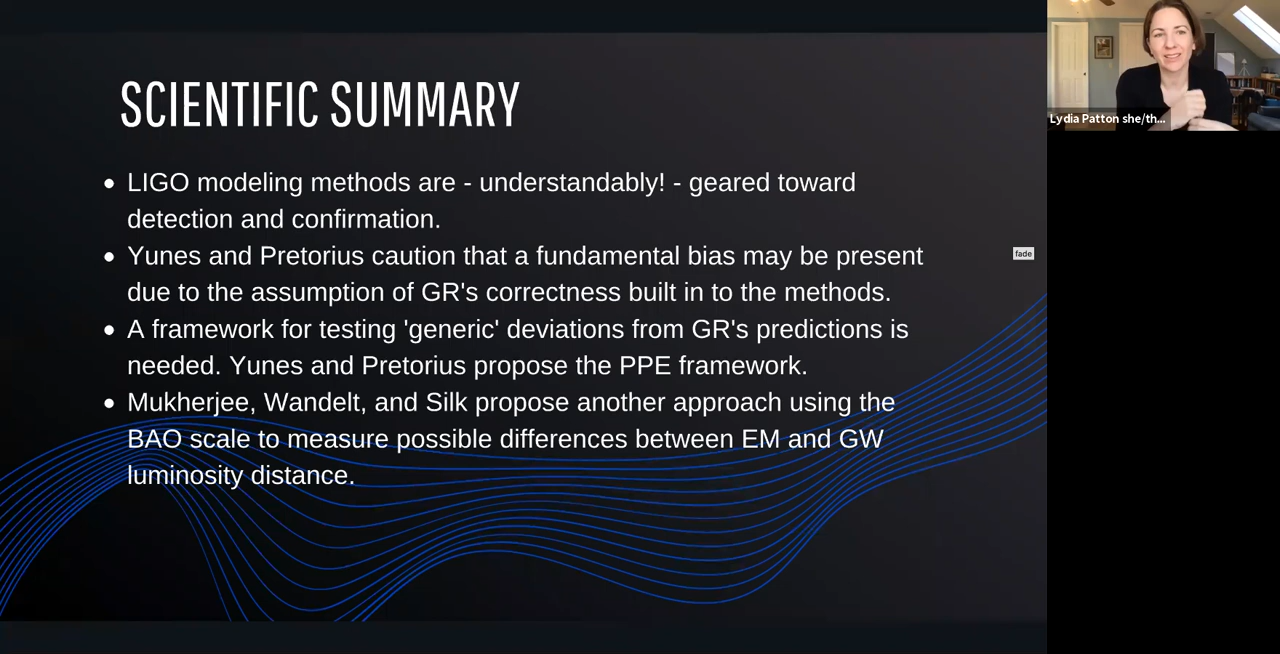 SCIENTIFIC SUMMARY
• LIGO modeling methods are - understandably! - geared toward
detection and confirmation.
• Yunes and Pretorius caution that a fundamental bias may be present
due to the assumption of GR's correctness built in to the methods.
• A framework for testing 'generic' deviations from GR's predictions is
needed. Yunes and Pretorius propose the PPE framework.
• Mukherjee, Wandelt, and Silk propose another approach using the
BAO scale to measure possible differences between EM and GW
luminosity distance.
fade
Lydia Patton she/th...